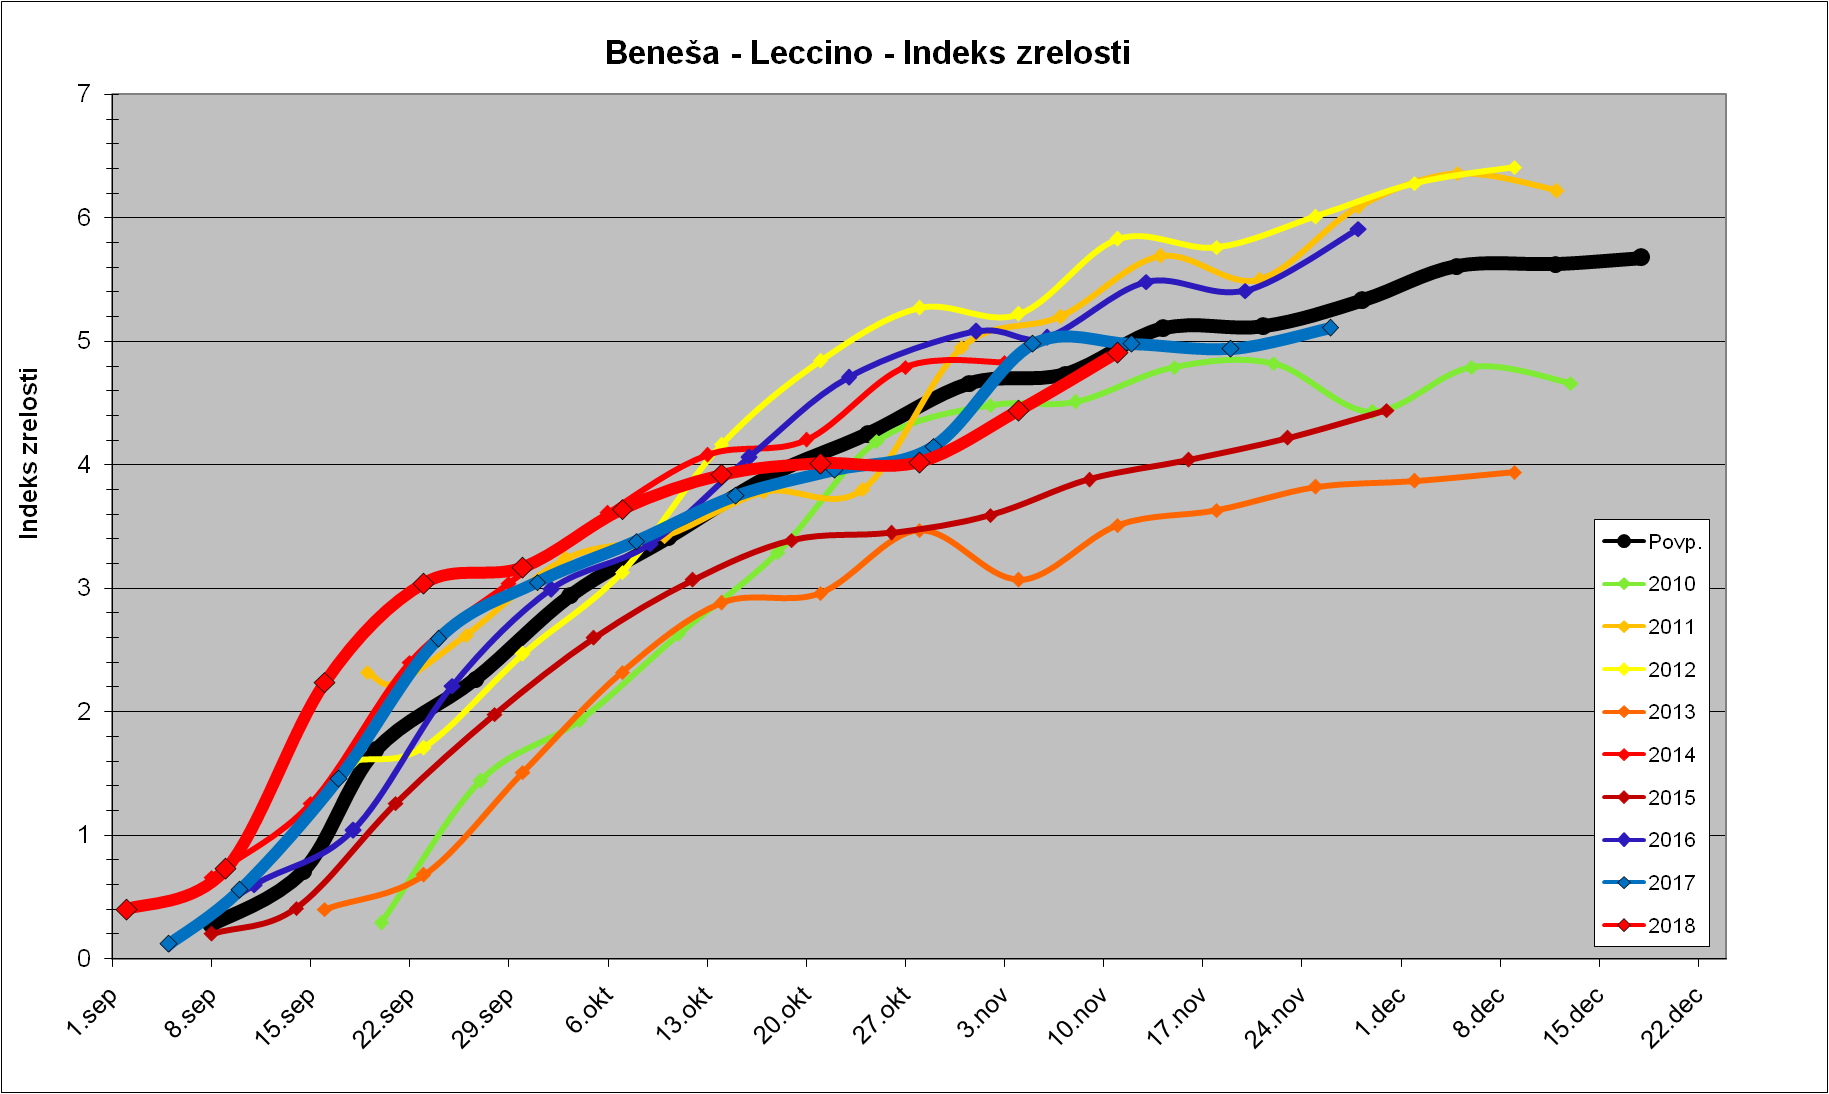 Beneša - Leccino - Indeks zrelosti
Indeks zrelosti
7
6
5
4
3
2
1
0
1.sep
8.sep
15.sep
22.sep
29.sep
6.okt
13.okt
20.okt
27.okt
3.nov
10.nov
17.nov
24.nov
1.dec
8.dec
15.dec
22.dec
Povp.
2010
2011
2012
2013
2014
2015
2016
2017
2018